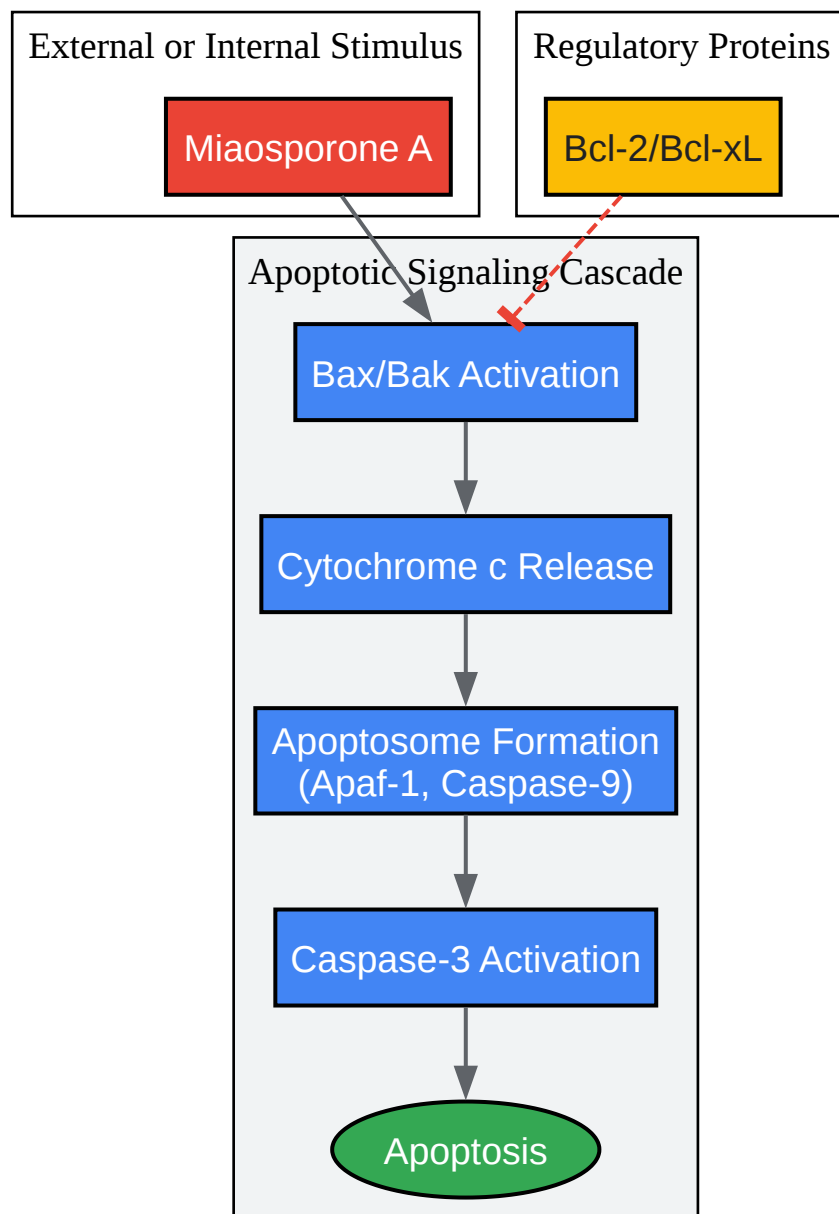 External or Internal Stimulus
Miaosporone A
Regulatory Proteins
Bcl-2/Bcl-xL
Apoptotic Signaling Cascade
Bax/Bak Activation
Cytochrome c Release
Apoptosome Formation
(Apaf-1, Caspase-9)
Caspase-3 Activation
Apoptosis